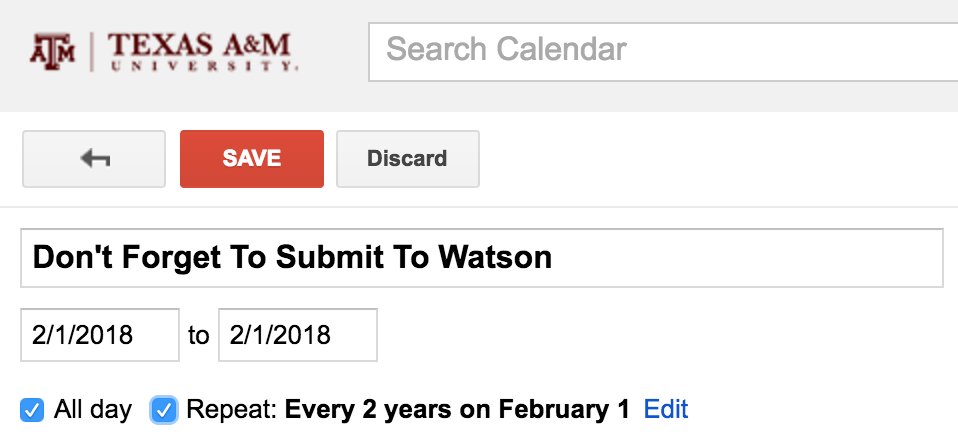 TEXAS A&M
UNIVERSITY.
Search Calendar
SAVE Discard
Don't Forget To Submit To Watson
2/1/2018 to 2/1/2018
All day Repeat: Every 2 years on February 1 Edit